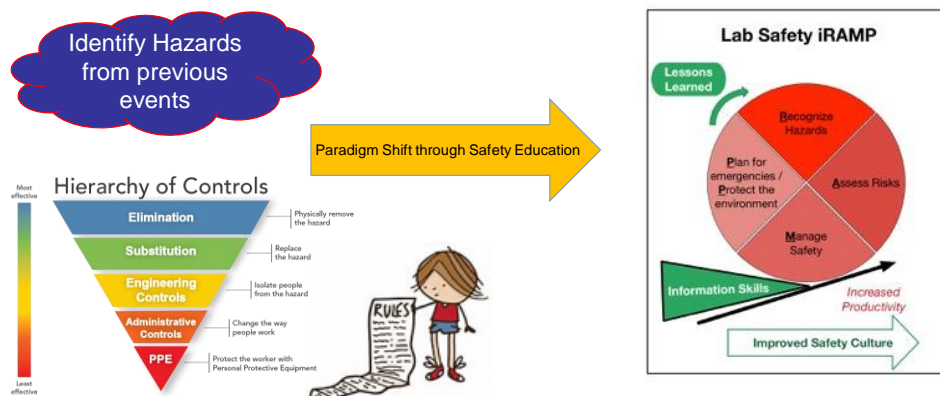 Identify Hazards
from previous
events
Paradigm Shift through Safety Education
Hierarchy of Controls
Most
effective
Elimination
Physically remove
the hazard
Substitution
Replace
the hazard
Engineering
Controls
Isolate people
from the hazard
Administrative
Controls
Change the way
people work
PPE
Protect the worker with
Personal Protective Equipment
Least
effective
RULES
Lab Safety iRAMP
Lessons
Learned
Recognize
Hazards
Assess Risks
Manage
Safety
Plan for
emergencies /
Protect the
environment
Information Skills
Increased
Productivity
Improved Safety Culture